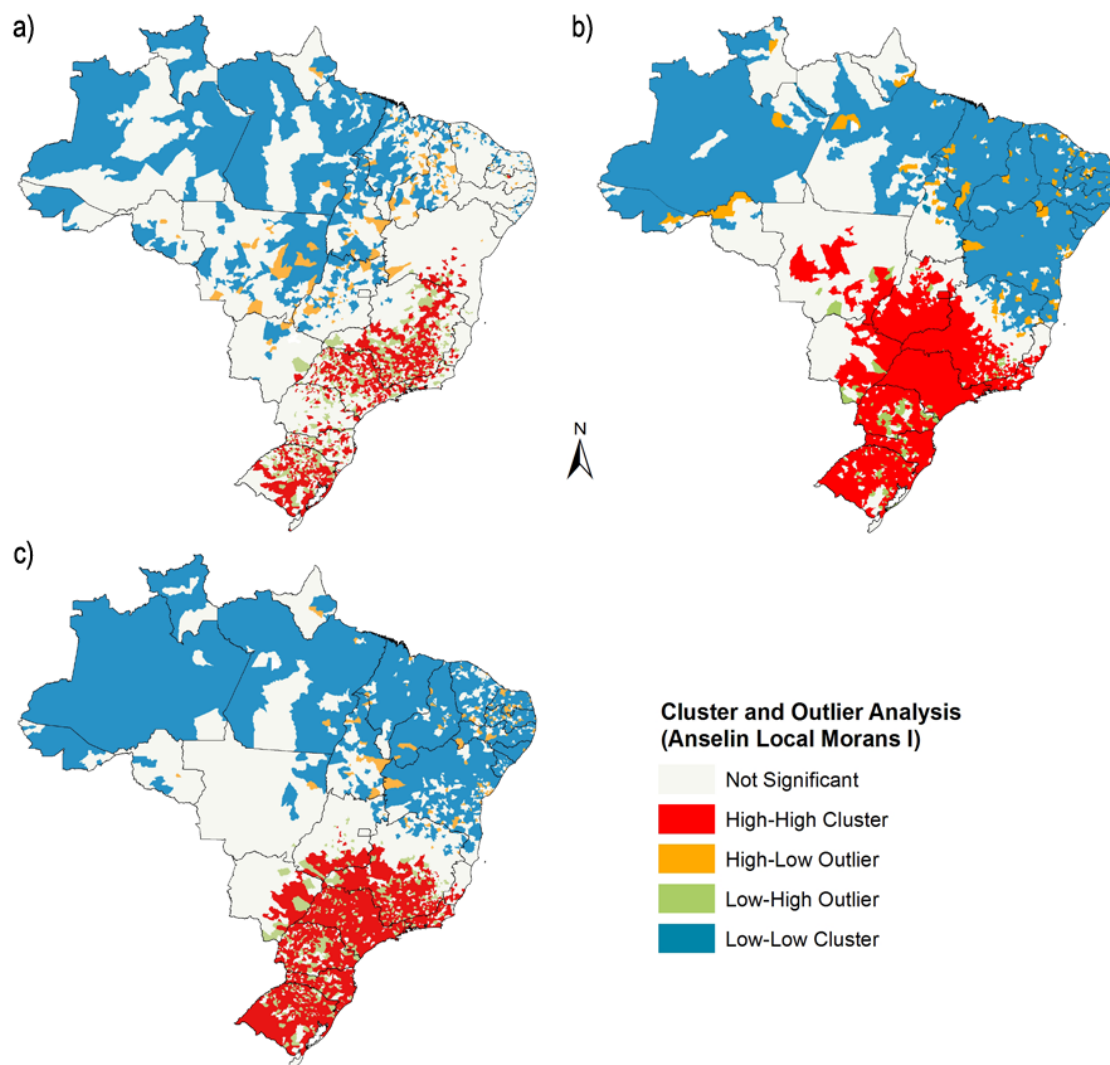 a)
b)
N
c)
Cluster and Outlier Analysis
(Anselin Local Morans I)
Not Significant
High-High Cluster
High-Low Outlier
Low-High Outlier
Low-Low Cluster